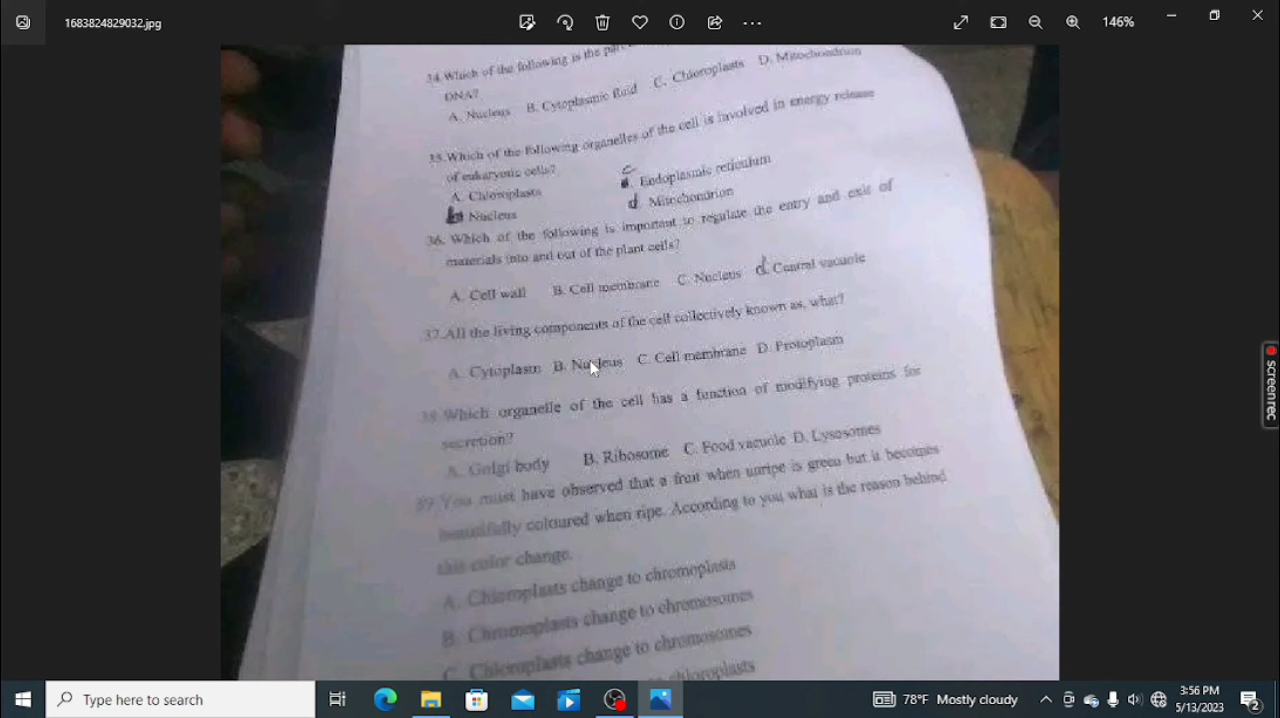 1683824829032.jpg
146%
34.Which of the following is the
DNA?
A. Nucleus B. Cytoplasmic fluid C. Chloroplasts D. Mitochondrion
35.Which of the following organelles of the cell is involved in energy release
of eukaryotic cells?
A. Chloroplasts c Endoplasmic reticulum
b Nucleus d Mitochondrion
36. Which of the following is important to regulate the entry and exist of
materials into and out of the plant cells?
A. Cell wall B. Cell membrane C. Nucleus d. Central vacuole
37.All the living components of the cell collectively known as, what?
A. Cytoplasm B. Nucleus C. Cell membrane D. Protoplasm
38.Which organelle of the cell has a function of modifying proteins for
secretion?
A. Golgi body B. Ribosome C. Food vacuole D. Lysosomes
39.You must have observed that a fruit when unripe is green but it becomes
beautifully coloured when ripe. According to you what is the reason behind
this color change.
A. Chloroplasts change to chromoplasts
B. Chromoplasts change to chromosomes
C. Chloroplasts change to chromosomes
chloroplasts
screenrec
Type here to search
78°F Mostly cloudy
3:56 PM
5/13/2023
2